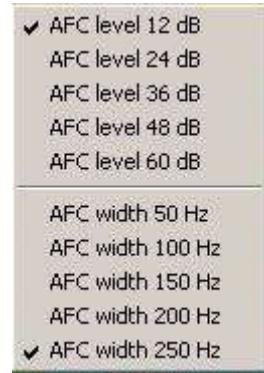 AFC level 12 dB
AFC level 24 dB
AFC level 36 dB
AFC level 48 dB
AFC level 60 dB
AFC width 50 Hz
AFC width 100 Hz
AFC width 150 Hz
AFC width 200 Hz
AFC width 250 Hz